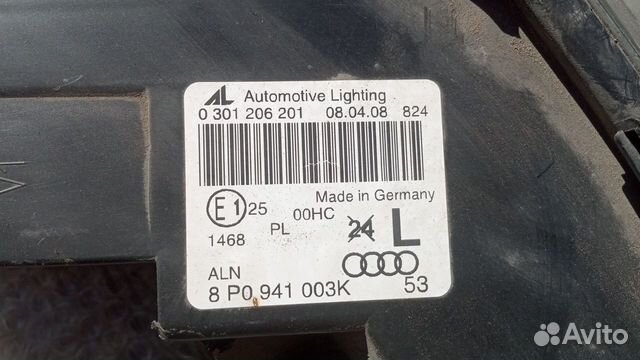 AL Automotive Lighting
0 301 206 201 08.04.08 824
Made in Germany
E1 25 00HC 24 L
1468 PL
ALN
8 P0 941 003K 53
Avito